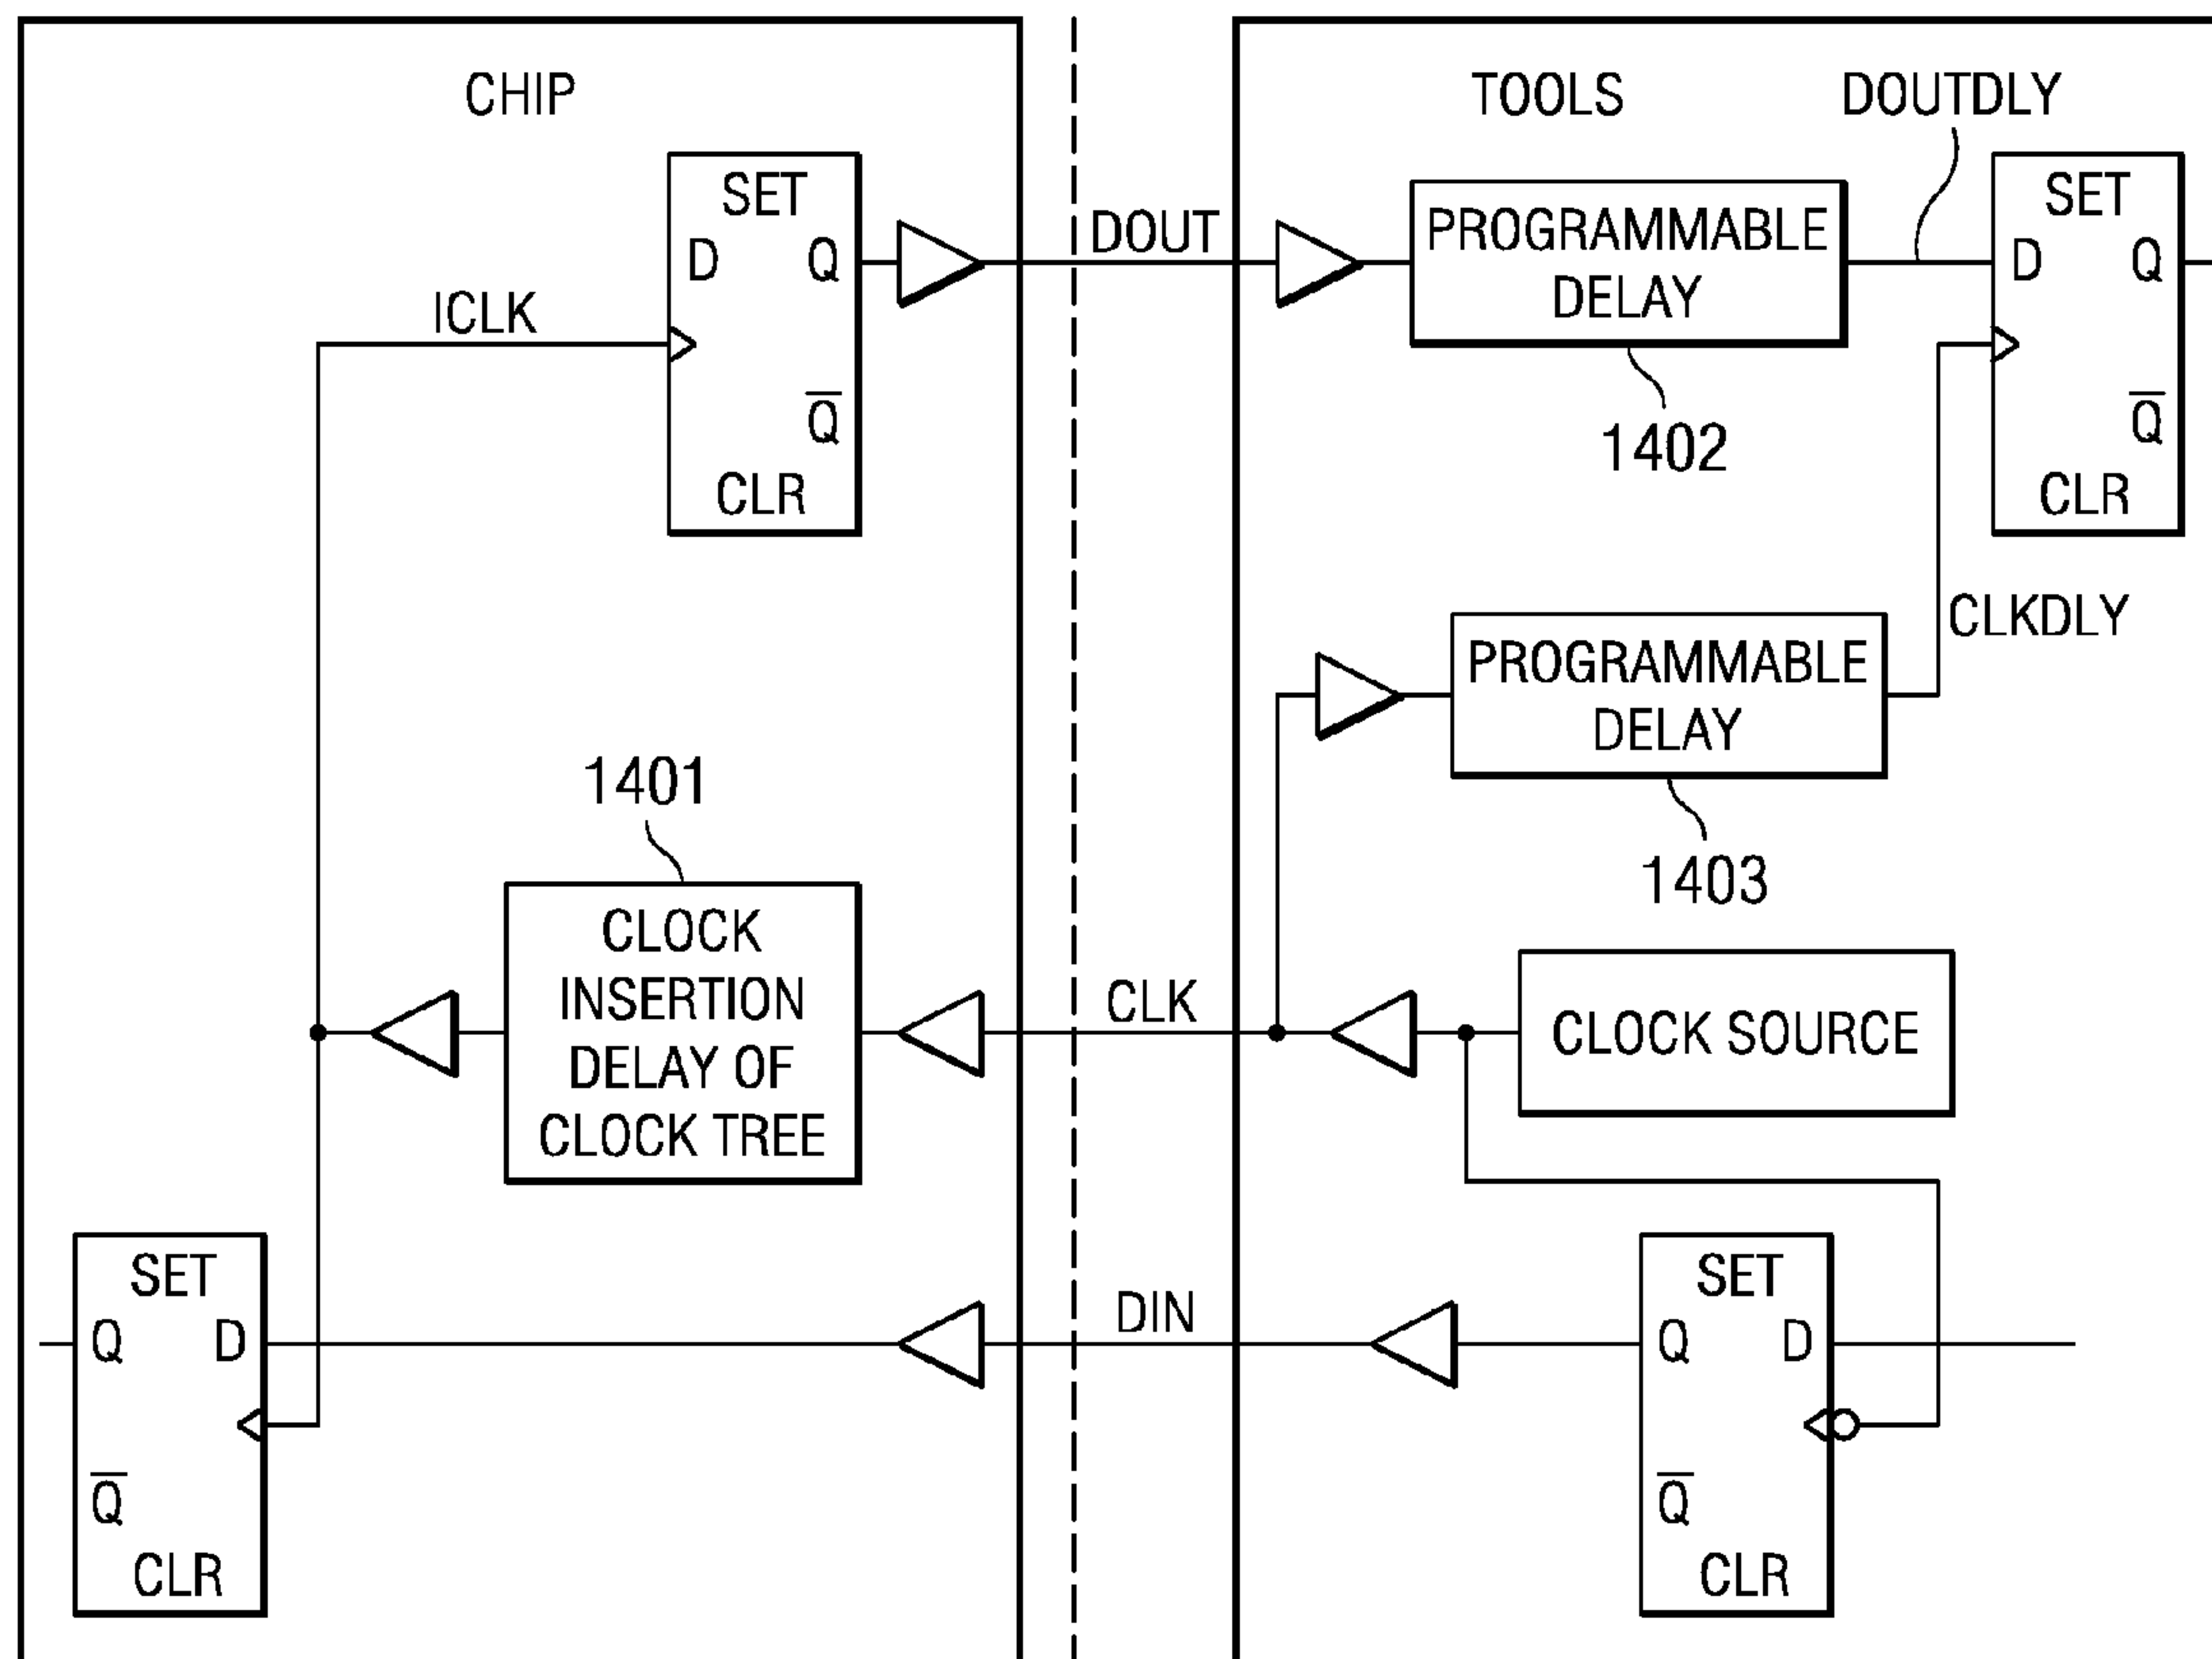 CHIP
TOOLS
DOUTDLY
SET
D
Q
Q̅
CLR
ICLK
DOUT
PROGRAMMABLE
DELAY
1402
SET
D
Q
Q̅
CLR
CLKDLY
PROGRAMMABLE
DELAY
1403
1401
CLOCK
INSERTION
DELAY OF
CLOCK TREE
CLK
CLOCK SOURCE
SET
Q
D
Q̅
CLR
DIN
SET
Q
D
Q̅
CLR